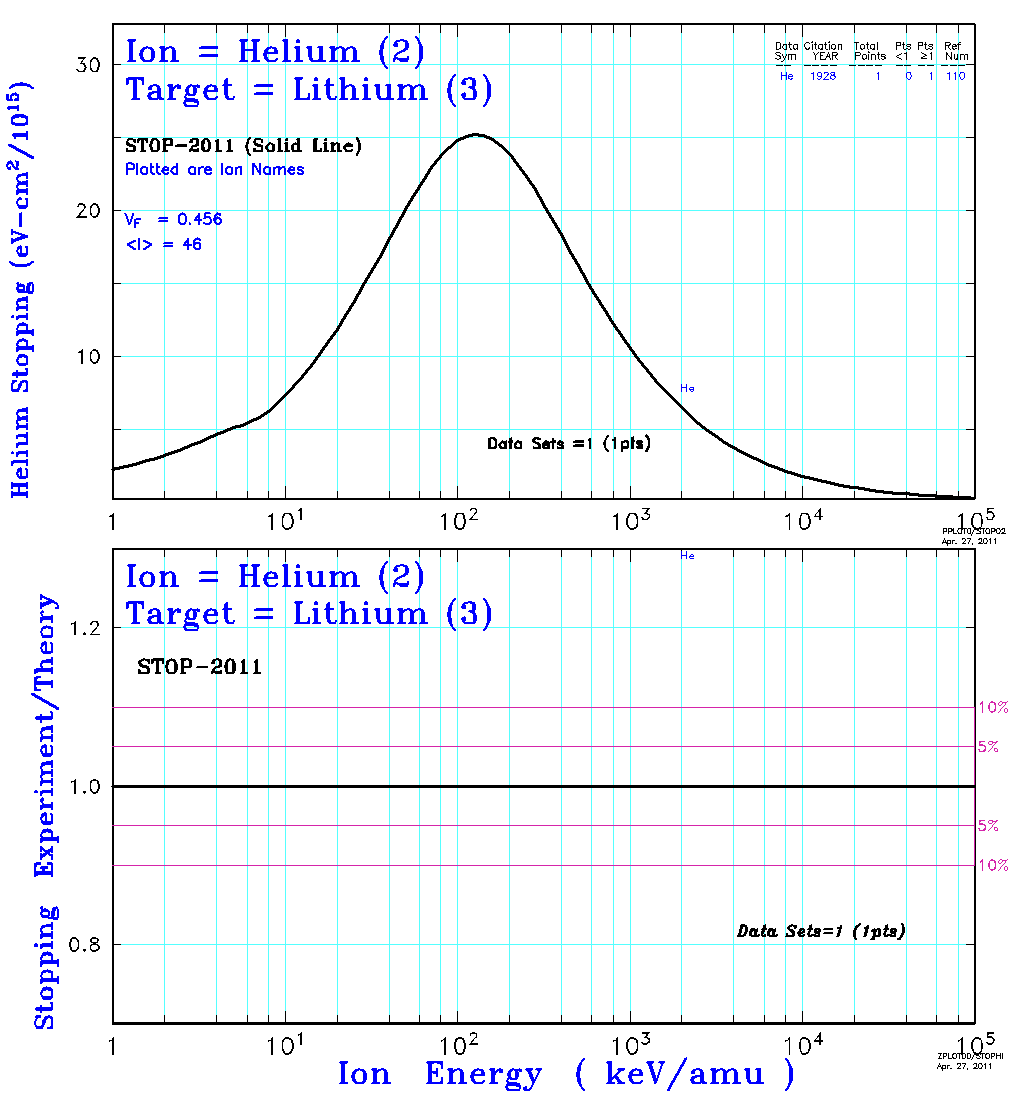 Ion = Helium (2)
Target = Lithium (3)
STOP-2011 (Solid Line)
Plotted are Ion Names
VF = 0.456
<I> = 46
Data Citation Total Pts Pts Ref
Sym YEAR Points <1 ≥1 Num
He 1928 1 0 1 110
Helium Stopping (eV-cm²/10¹⁵)
30
20
10
He
Data Sets =1 (1pts)
1 10¹ 10² 10³ 10⁴ 10⁵
PPLOTD/STOP02
Apr. 27, 2011
He
Ion = Helium (2)
Target = Lithium (3)
STOP-2011
Stopping Experiment/Theory
1.2
1.0
0.8
10%
5%
5%
10%
Data Sets=1 (1pts)
1 10¹ 10² 10³ 10⁴ 10⁵
Ion Energy ( keV/amu )
ZPLOTDD/STOPHI
Apr. 27, 2011